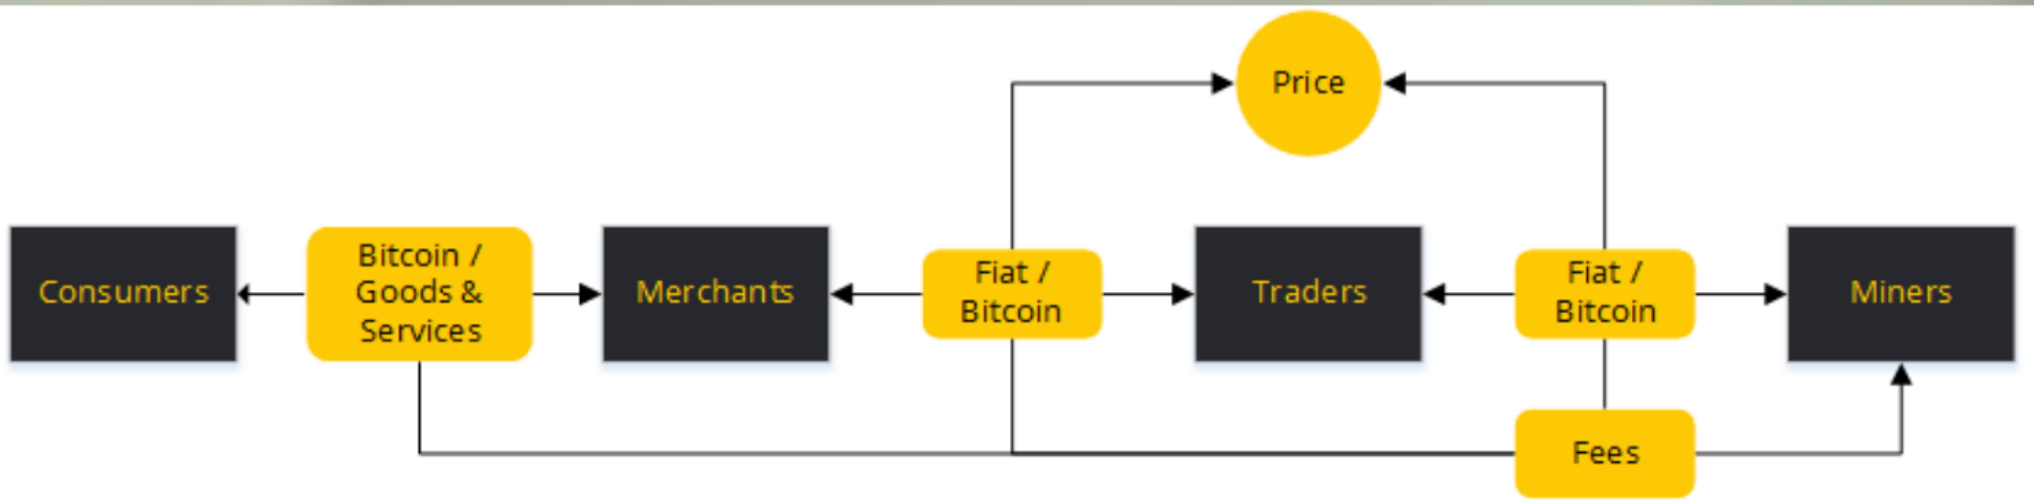 Price
Consumers
Bitcoin /
Goods &
Services
Merchants
Fiat /
Bitcoin
Traders
Fiat /
Bitcoin
Miners
Fees